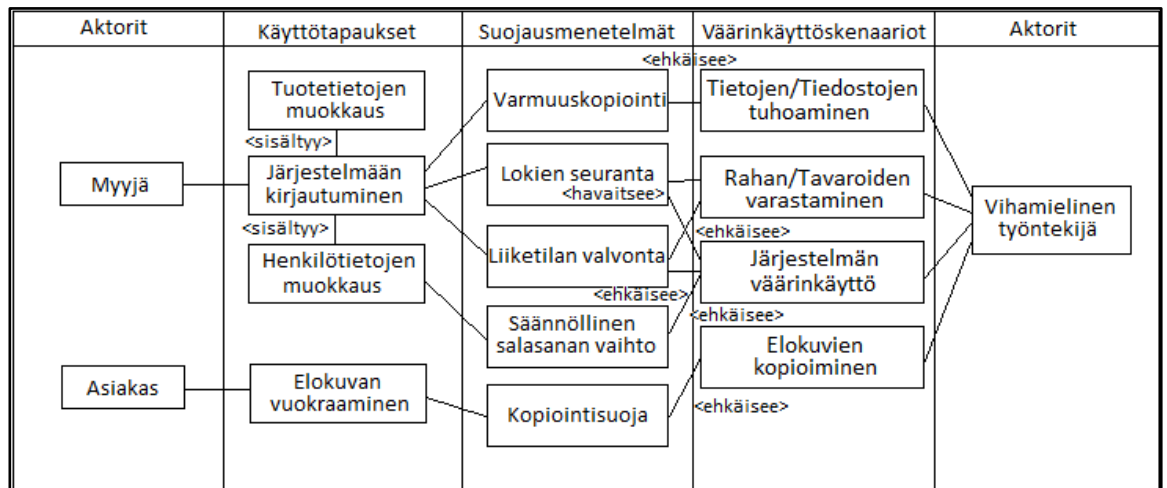 Aktorit
Käyttötapaukset
Suojausmenetelmät
Väärinkäyttöskenaariot
Aktorit
<ehkäisee>
Tuotetietojen
muokkaus
Varmuuskopiointi
Tietojen/Tiedostojen
tuhoaminen
<sisältyy>
Myyjä
Järjestelmään
kirjautuminen
Lokien seuranta
<havaitsee>
Rahan/Tavaroiden
varastaminen
Vihamielinen
työntekijä
<sisältyy>
<ehkäisee>
Henkilötietojen
muokkaus
Liiketilan valvonta
Järjestelmän
väärinkäyttö
<ehkäisee>
<ehkäisee>
Säännöllinen
salasanan vaihto
Elokuvien
kopioiminen
Asiakas
Elokuvan
vuokraaminen
Kopiointisuoja
<ehkäisee>